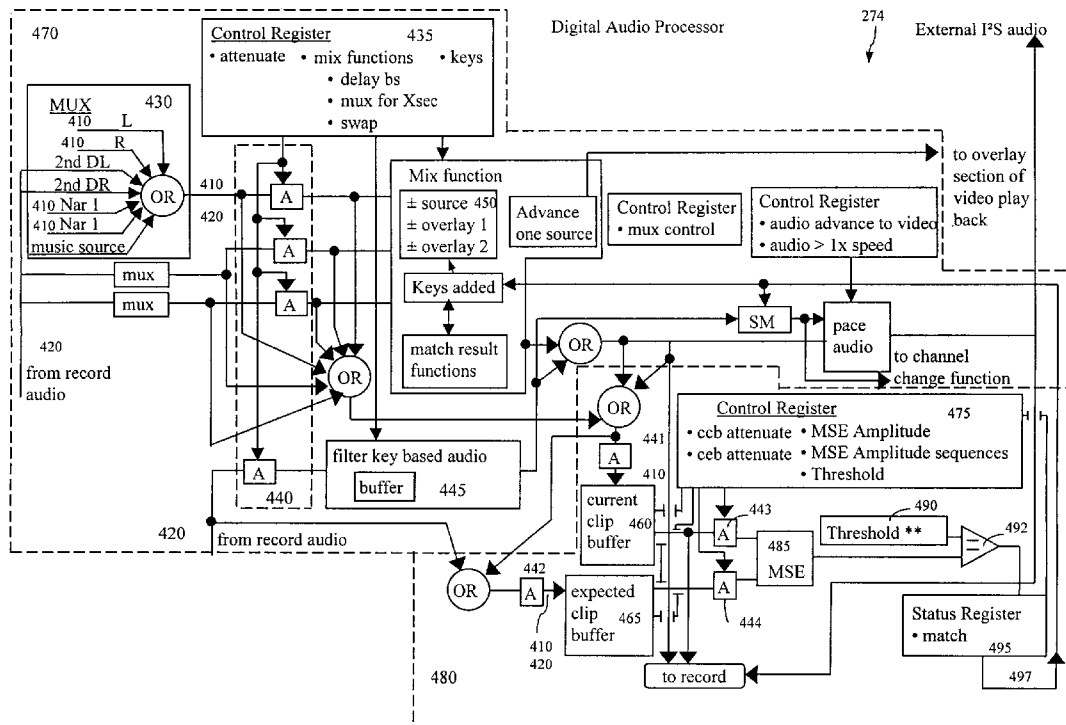 470
Control Register
435
• attenuate • mix functions • keys
• delay bs
• mux for Xsec
• swap
Digital Audio Processor
274
External I²S audio
MUX
430
410 L
410 R
2nd DL
2nd DR
410 Nar 1
410 Nar 1
music source
OR
410
420
A
A
A
mux
mux
420
from record
audio
OR
Mix function
± source 450
± overlay 1
± overlay 2
Keys added
match result
functions
Advance
one source
Control Register
• mux control
Control Register
• audio advance to video
• audio > 1x speed
to overlay
section of
video play
back
SM
pace
audio
OR
to channel
change function
OR
441
A
410
A
440
filter key based audio
buffer
445
Control Register
475
• ccb attenuate • MSE Amplitude
• ceb attenuate • MSE Amplitude sequences
• Threshold
current
clip
460
buffer
A
443
485
MSE
490
Threshold **
=
492
420
from record audio
OR
442
A
410
420
expected
clip
465
buffer
A
444
Status Register
• match
495
497
to record
480